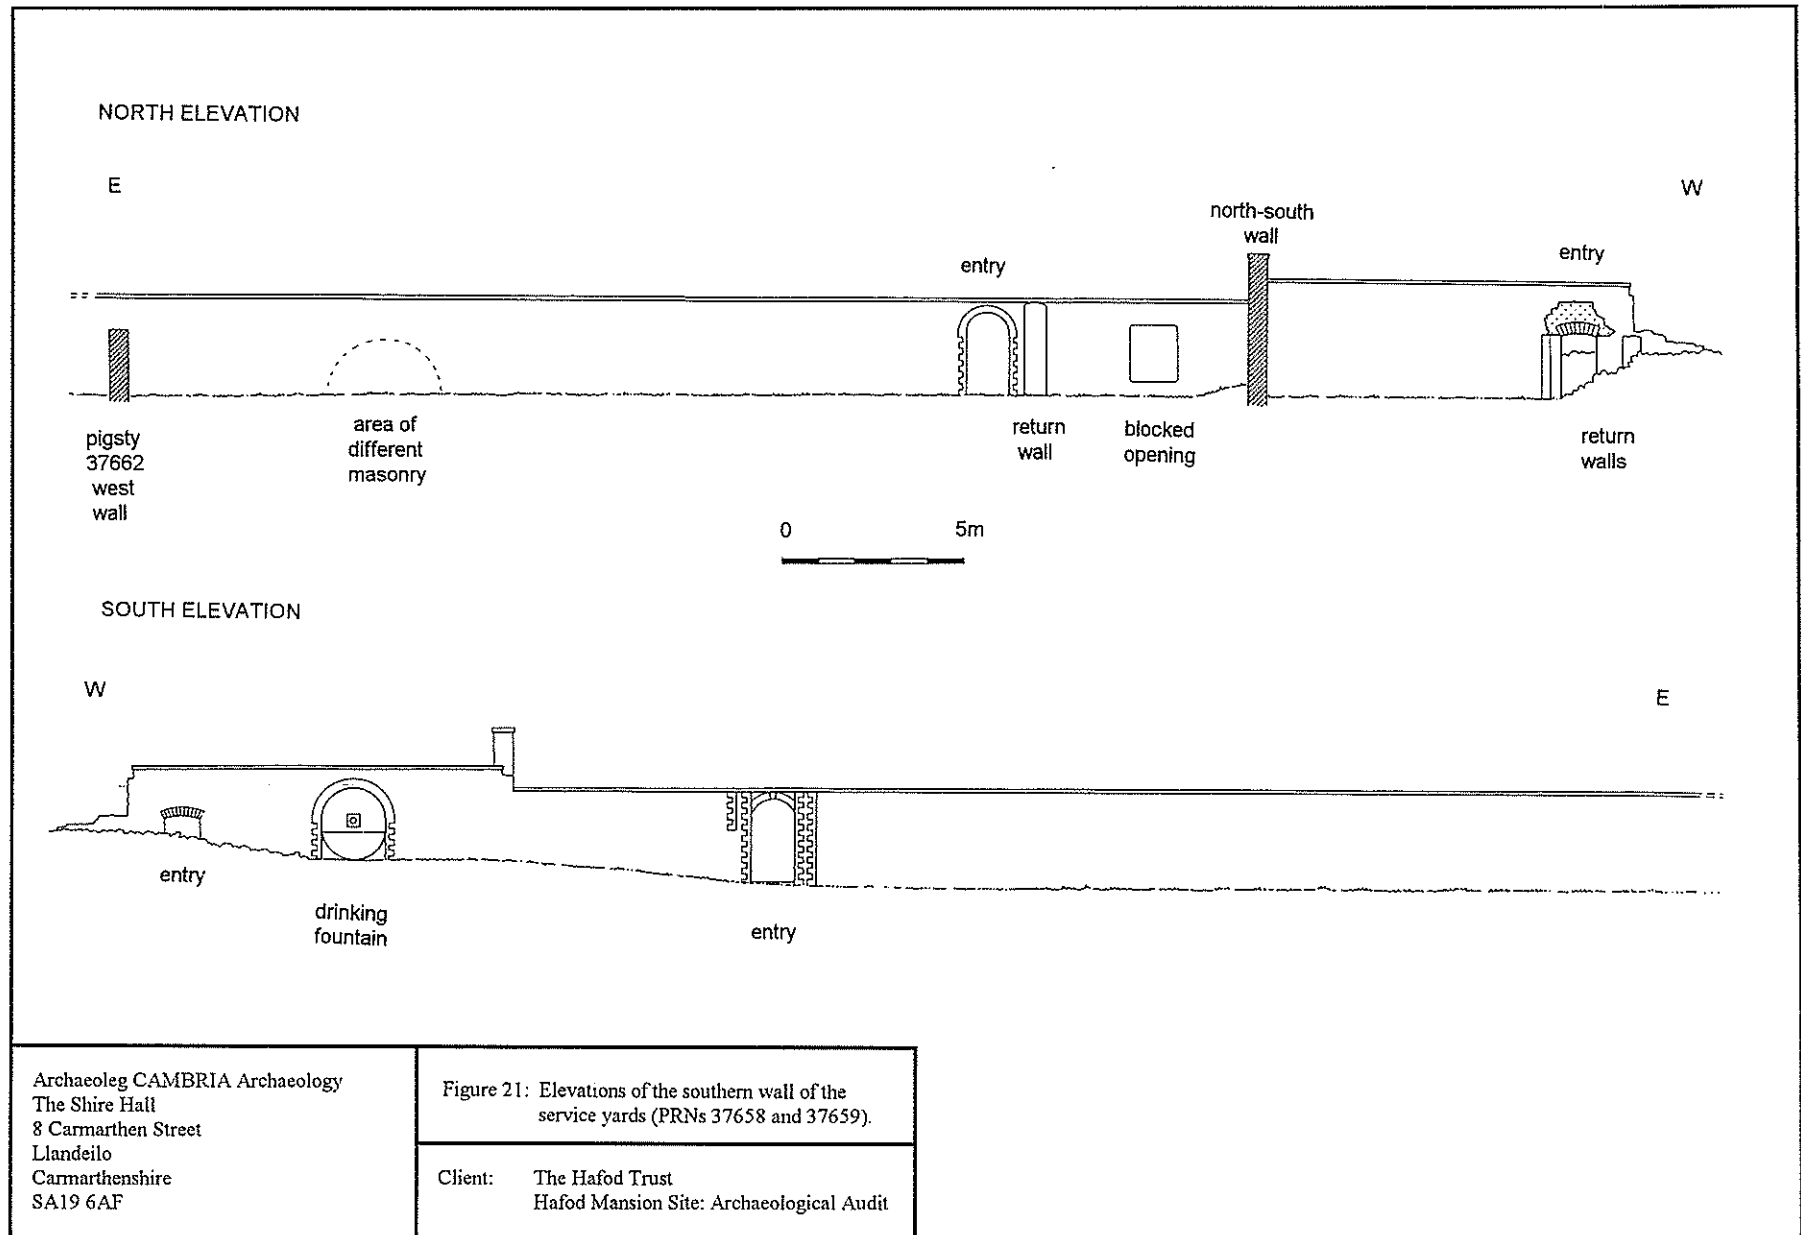 NORTH ELEVATION
E
W
north-south
wall
entry
entry
pigsty
37662
west
wall
area of
different
masonry
return
wall
blocked
opening
return
walls
0 5m
SOUTH ELEVATION
W
E
entry
drinking
fountain
entry
Archaeoleg CAMBRIA Archaeology
The Shire Hall
8 Carmarthen Street
Llandeilo
Carmarthenshire
SA19 6AF
Figure 21: Elevations of the southern wall of the
service yards (PRNs 37658 and 37659).
Client: The Hafod Trust
Hafod Mansion Site: Archaeological Audit